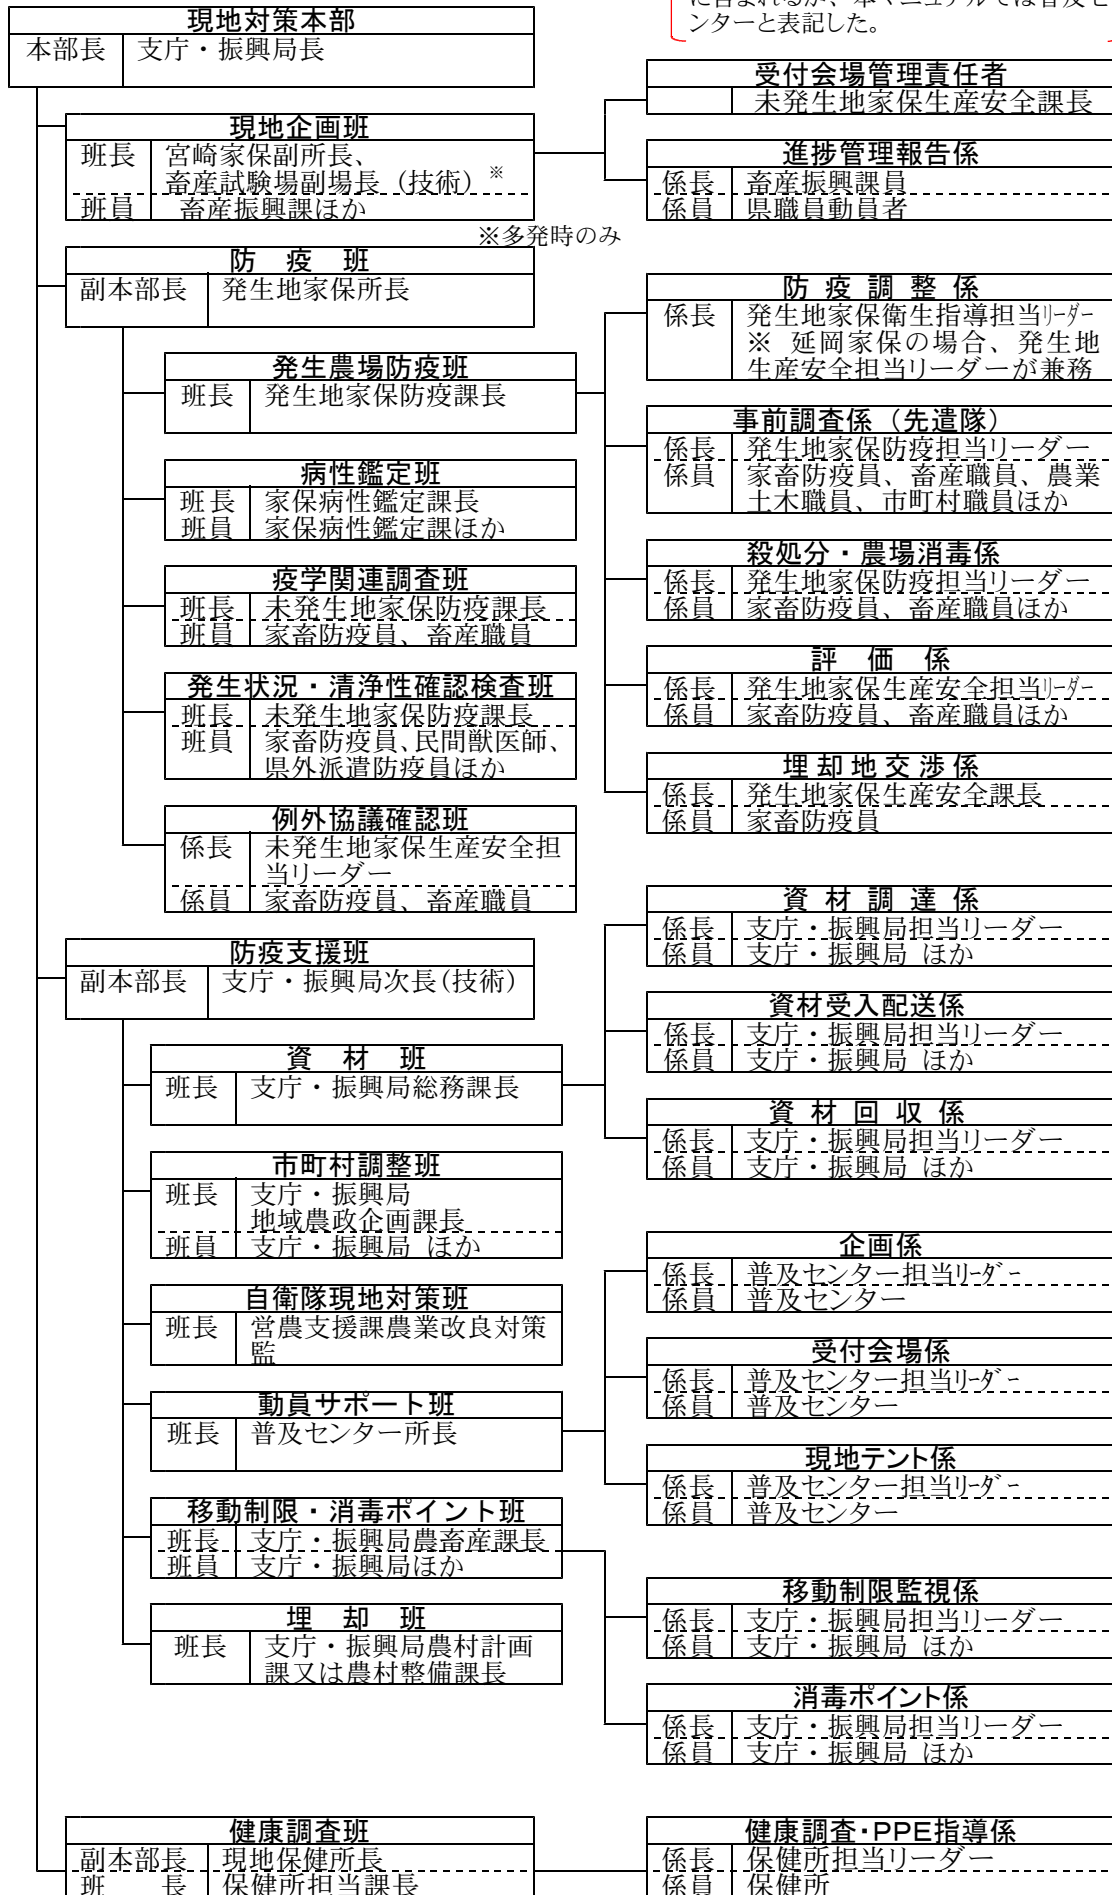 現地対策本部
本部長 支庁・振興局長
現地企画班
班長 宮崎家保副所長、
畜産試験場副場長（技術）※
班員 畜産振興課ほか
※多発時のみ
防 疫 班
副本部長 発生地家保所長
発生農場防疫班
班長 発生地家保防疫課長
病性鑑定班
班長 家保病性鑑定課長
班員 家保病性鑑定課ほか
疫学関連調査班
班長 未発生地家保防疫課長
班員 家畜防疫員、畜産職員
発生状況・清浄性確認検査班
班長 未発生地家保防疫課長
班員 家畜防疫員、民間獣医師、
県外派遣防疫員ほか
例外協議確認班
係長 未発生地家保生産安全担
当リーダー
係員 家畜防疫員、畜産職員
防疫支援班
副本部長 支庁・振興局次長（技術）
資 材 班
班長 支庁・振興局総務課長
市町村調整班
班長 支庁・振興局
地域農政企画課長
班員 支庁・振興局 ほか
自衛隊現地対策班
班長 営農支援課農業改良対策
監
動員サポート班
班長 普及センター所長
移動制限・消毒ポイント班
班長 支庁・振興局農畜産課長
班員 支庁・振興局ほか
埋 却 班
班長 支庁・振興局農村計画
課又は農村整備課長
健康調査班
副本部長 現地保健所長
班 長 保健所担当課長
ンターと表記した。
受付会場管理責任者
未発生地家保生産安全課長
進捗管理報告係
係長 畜産振興課員
係員 県職員動員者
防 疫 調 整 係
係長 発生地家保衛生指導担当ﾘｰﾀﾞｰ
※ 延岡家保の場合、発生地
生産安全担当リーダーが兼務
事前調査係（先遣隊）
係長 発生地家保防疫担当リーダー
係員 家畜防疫員、畜産職員、農業
土木職員、市町村職員ほか
殺処分・農場消毒係
係長 発生地家保防疫担当リーダー
係員 家畜防疫員、畜産職員ほか
評 価 係
係長 発生地家保生産安全担当ﾘｰﾀﾞｰ
係員 家畜防疫員、畜産職員ほか
埋却地交渉係
係長 発生地家保生産安全課長
係員 家畜防疫員
資 材 調 達 係
係長 支庁・振興局担当リーダー
係員 支庁・振興局 ほか
資材受入配送係
係長 支庁・振興局担当リーダー
係員 支庁・振興局 ほか
資 材 回 収 係
係長 支庁・振興局担当リーダー
係員 支庁・振興局 ほか
企画係
係長 普及センター担当ﾘｰﾀﾞｰ
係員 普及センター
受付会場係
係長 普及センター担当ﾘｰﾀﾞｰ
係員 普及センター
現地テント係
係長 普及センター担当ﾘｰﾀﾞｰ
係員 普及センター
移動制限監視係
係長 支庁・振興局担当リーダー
係員 支庁・振興局 ほか
消毒ポイント係
係長 支庁・振興局担当リーダー
係員 支庁・振興局 ほか
健康調査・PPE指導係
係長 保健所担当リーダー
係員 保健所